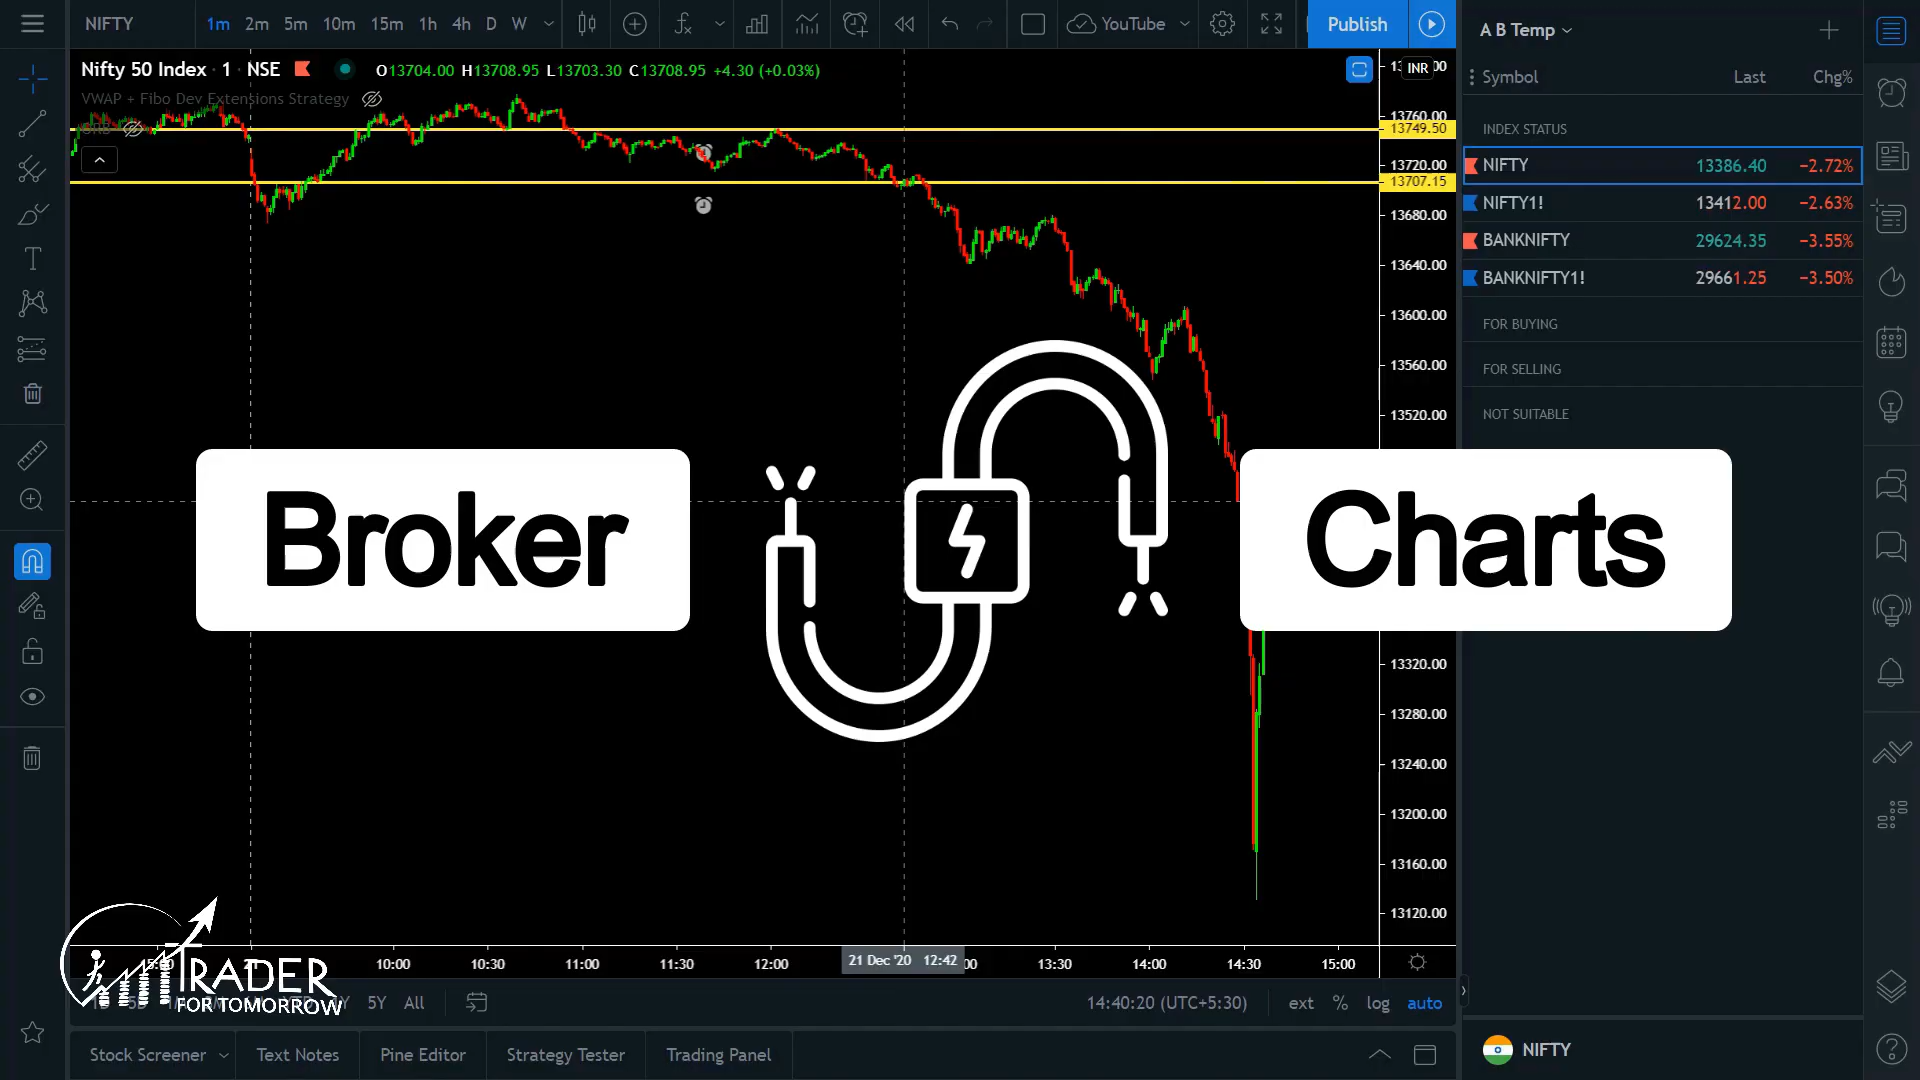 NIFTY 1m 2m 5m 10m 15m 1h 4h D W YouTube Publish
A B Temp
Nifty 50 Index · 1 · NSE O13704.00 H13708.95 L13703.30 C13708.95 +4.30 (+0.03%)
INR
VWAP + Fibo Dev Extensions Strategy
Symbol Last Chg%
INDEX STATUS
NIFTY 13386.40 −2.72%
NIFTY1! 13412.00 −2.63%
BANKNIFTY 29624.35 −3.55%
BANKNIFTY1! 29661.25 −3.50%
FOR BUYING
FOR SELLING
NOT SUITABLE
13760.00
13749.50
13720.00
13707.15
13680.00
13640.00
13600.00
13560.00
13520.00
Broker
Charts
13320.00
13280.00
13240.00
13200.00
13160.00
13120.00
10:00 10:30 11:00 11:30 12:00 21 Dec '20 12:42 13:30 14:00 14:30 15:00
TRADER
FOR TOMORROW
5Y All 14:40:20 (UTC+5:30) ext % log auto
Stock Screener Text Notes Pine Editor Strategy Tester Trading Panel
NIFTY